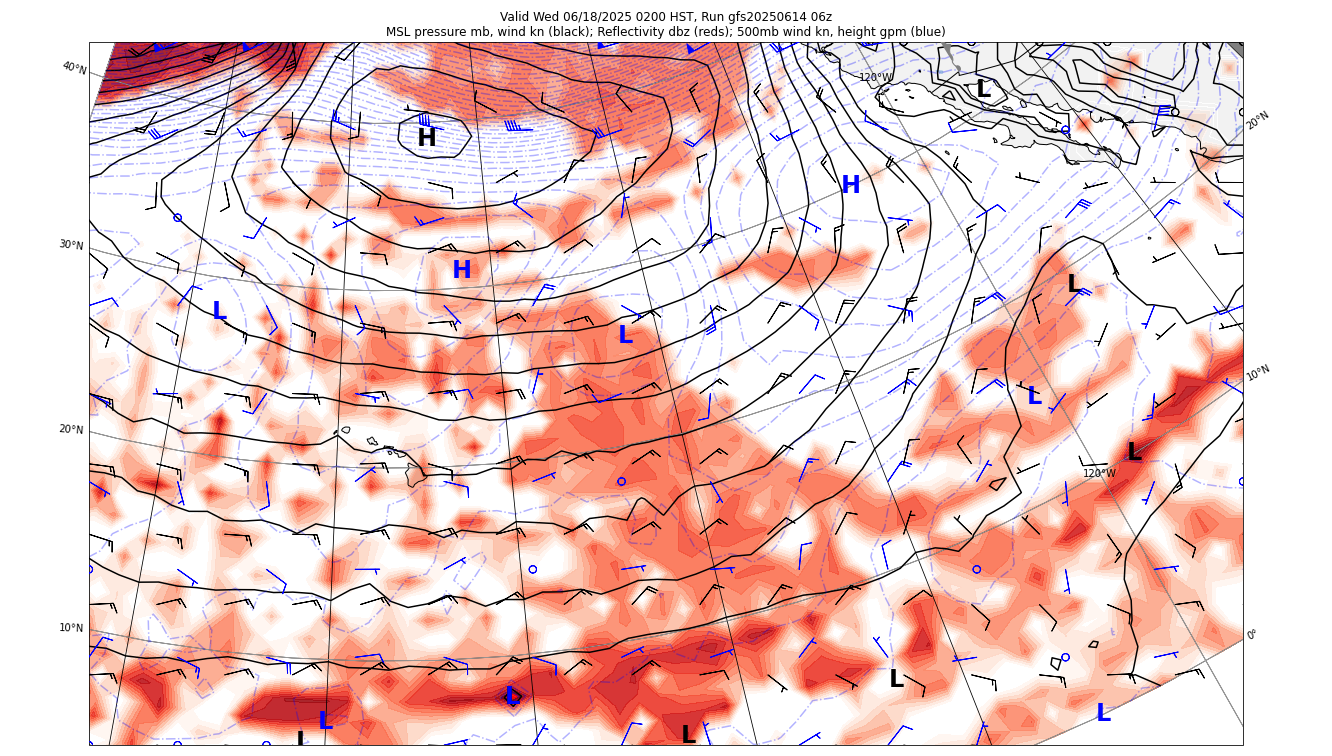 Valid Wed 06/18/2025 0200 HST, Run gfs20250614 06z
MSL pressure mb, wind kn (black); Reflectivity dbz (reds); 500mb wind kn, height gpm (blue)
40°N
120°W
L
20°N
H
H
30°N
H
L
L
L
10°N
L
20°N
L
120°W
10°N
0°
L
L
L
L
L
L